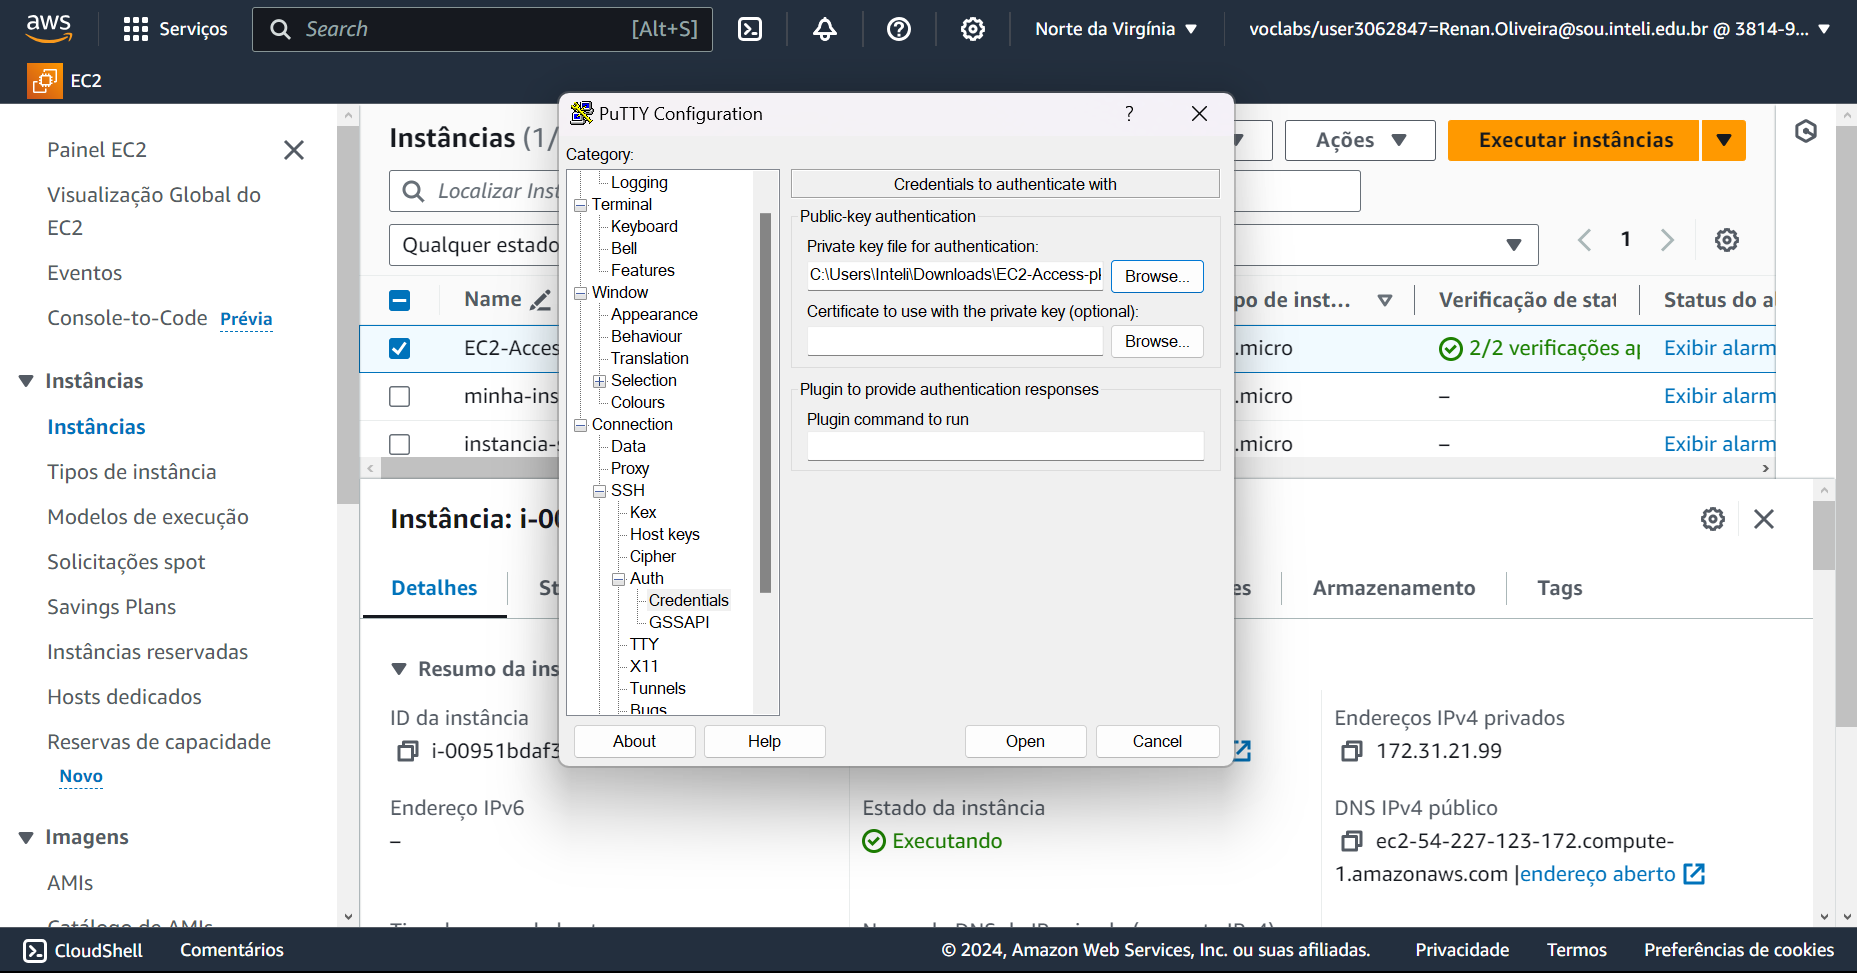 aws
Serviços
Search
[Alt+S]
Norte da Virgínia
voclabs/user3062847=Renan.Oliveira@sou.inteli.edu.br @ 3814-9...
EC2
Painel EC2
Visualização Global do
EC2
Eventos
Console-to-Code Prévia
Instâncias
Instâncias
Tipos de instância
Modelos de execução
Solicitações spot
Savings Plans
Instâncias reservadas
Hosts dedicados
Reservas de capacidade
Novo
Imagens
AMIs
Catálogo de AMIs
Instâncias (1/
Ações
Executar instâncias
Localizar Inst
Qualquer estado
1
Name
po de inst...
Verificação de stat
Status do al
EC2-Acces
.micro
2/2 verificações ap
Exibir alarm
minha-ins
.micro
–
Exibir alarm
instancia-s
.micro
–
Exibir alarm
PuTTY Configuration
?
Category:
Logging
Terminal
Keyboard
Bell
Features
Window
Appearance
Behaviour
Translation
Selection
Colours
Connection
Data
Proxy
SSH
Kex
Host keys
Cipher
Auth
Credentials
GSSAPI
TTY
X11
Tunnels
Bugs
Credentials to authenticate with
Public-key authentication
Private key file for authentication:
C:\Users\Inteli\Downloads\EC2-Access-pl
Browse...
Certificate to use with the private key (optional):
Browse...
Plugin to provide authentication responses
Plugin command to run
About
Help
Open
Cancel
Instância: i-00
Detalhes
St
es
Armazenamento
Tags
Resumo da ins
ID da instância
i-00951bdaf3
Endereços IPv4 privados
172.31.21.99
Endereço IPv6
–
Estado da instância
Executando
DNS IPv4 público
ec2-54-227-123-172.compute-
1.amazonaws.com |endereço aberto
CloudShell
Comentários
© 2024, Amazon Web Services, Inc. ou suas afiliadas.
Privacidade
Termos
Preferências de cookies